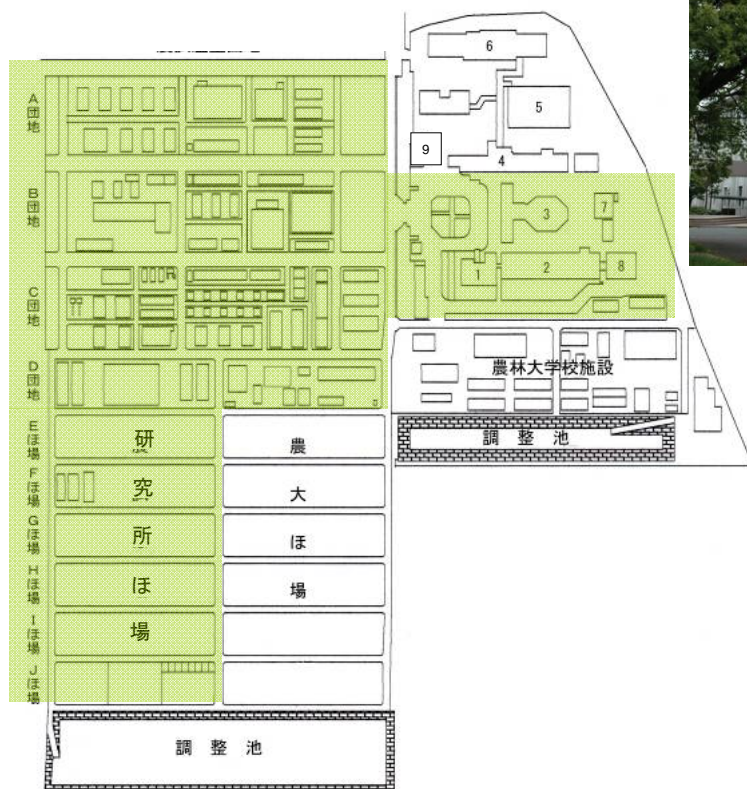 6
5
9
4
A団地
B団地
7
3
1
2
8
C団地
D団地
農林大学校施設
調整池
Eほ場
Fほ場
Gほ場
Hほ場
Iほ場
Jほ場
研究所ほ場
農大ほ場
調整池